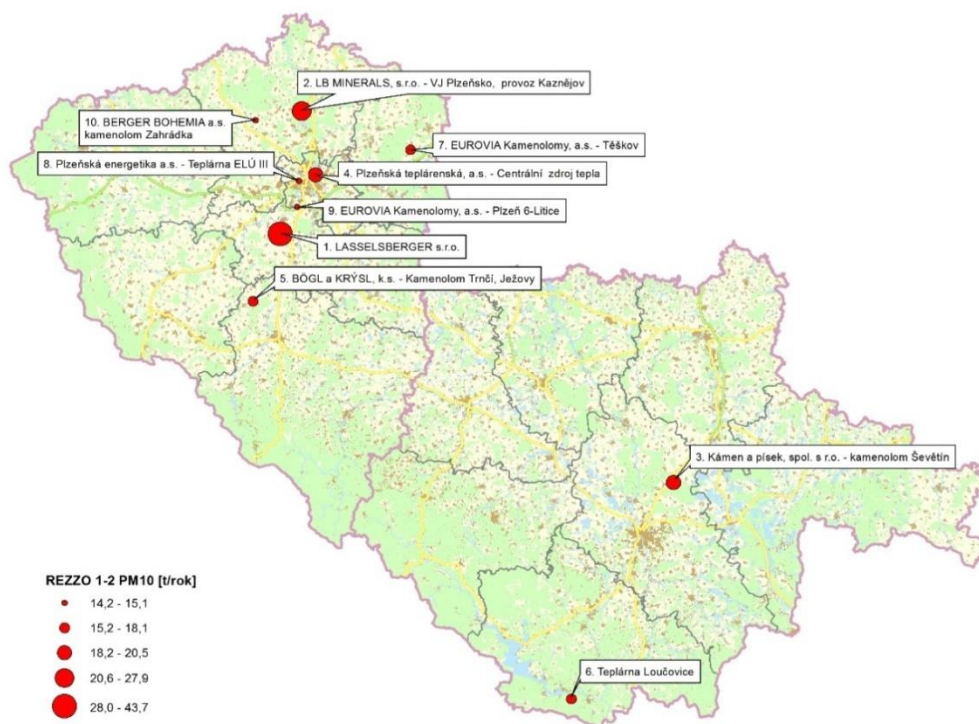 2. LB MINERALS, s.r.o. - VJ Plzeňsko, provoz Kaznějov
10. BERGER BOHEMIA a.s.
kamenolom Zahrádka
7. EUROVIA Kamenolomy, a.s. - Těškov
8. Plzeňská energetika a.s. - Teplárna ELÚ III
4. Plzeňská teplárenská, a.s. - Centrální zdroj tepla
9. EUROVIA Kamenolomy, a.s. - Plzeň 6-Litice
1. LASSELSBERGER s.r.o.
5. BÖGL a KRÝSL, k.s. - Kamenolom Trnčí, Ježovy
3. Kámen a písek, spol. s r.o. - kamenolom Ševětín
6. Teplárna Loučovice
REZZO 1-2 PM10 [t/rok]
14,2 - 15,1
15,2 - 18,1
18,2 - 20,5
20,6 - 27,9
28,0 - 43,7